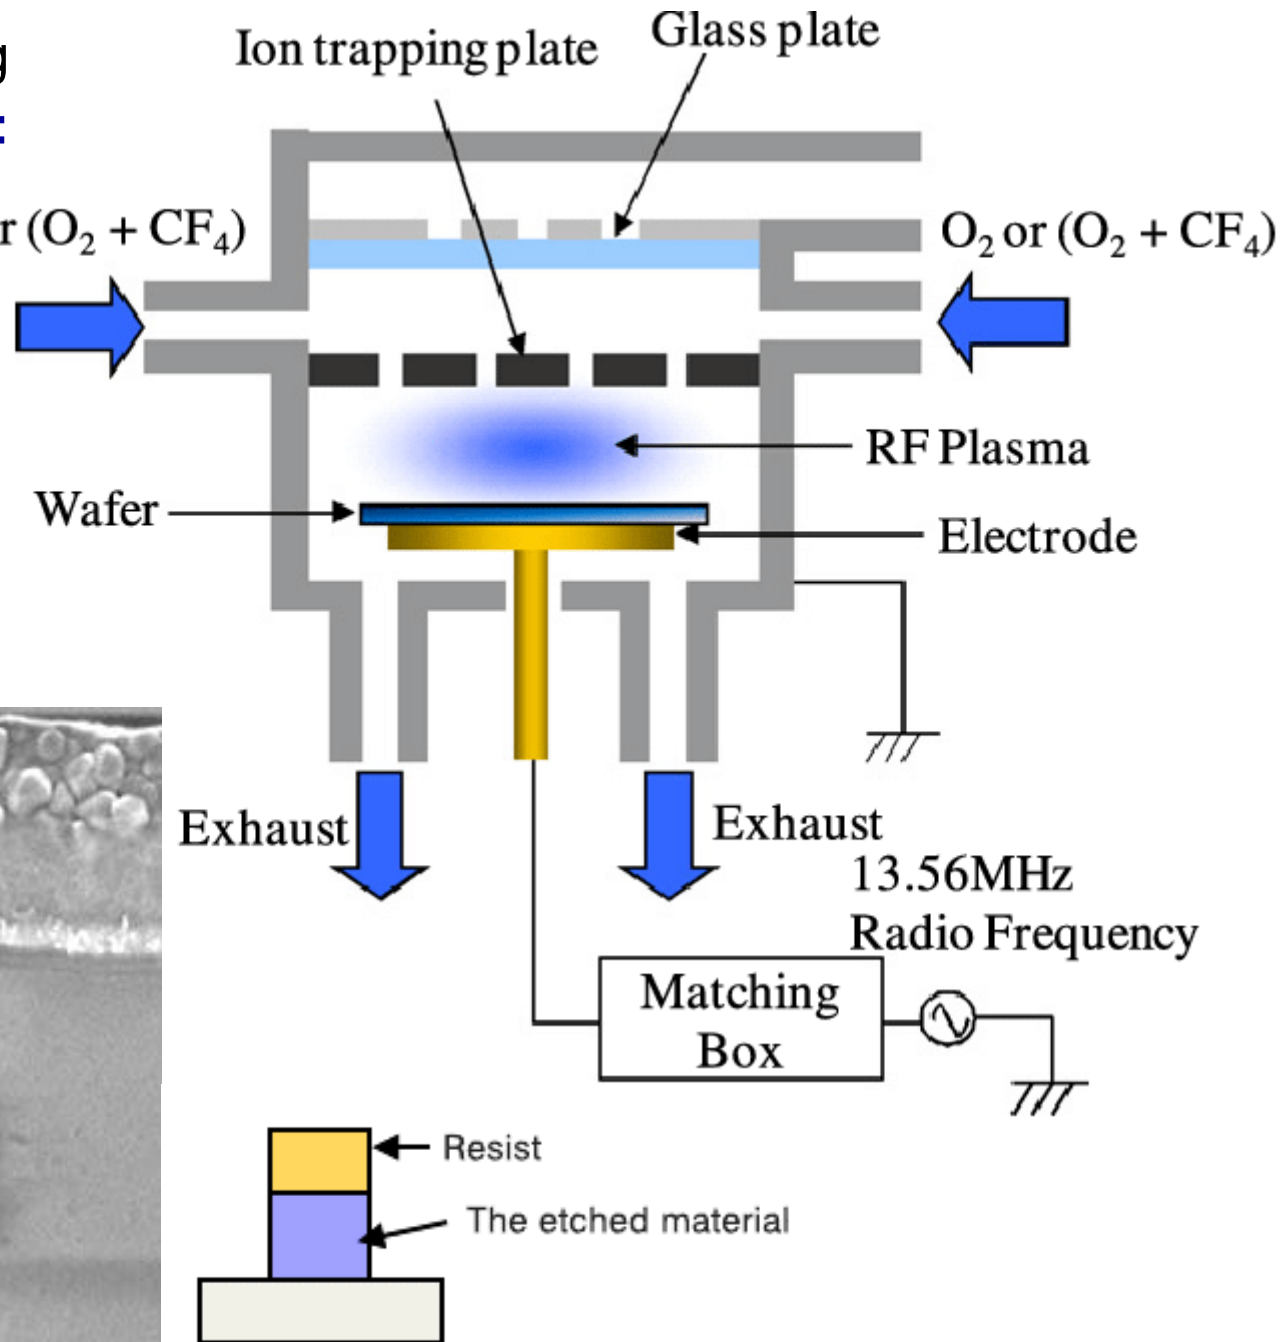 g
:
Ion trapping plate
Glass plate
r (O₂ + CF₄)
O₂ or (O₂ + CF₄)
RF Plasma
Wafer
Electrode
Exhaust
Exhaust
13.56MHz
Radio Frequency
Matching
Box
Resist
The etched material